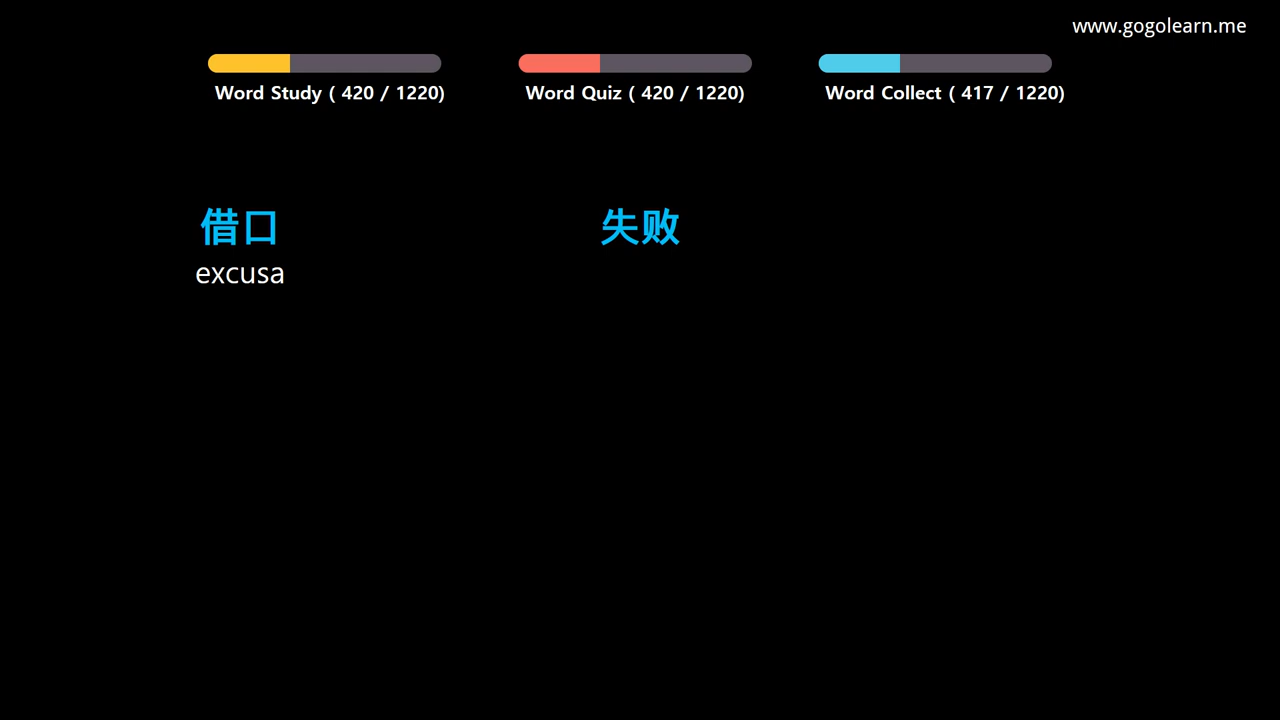 www.gogolearn.me
Word Study ( 420 / 1220)
Word Quiz ( 420 / 1220)
Word Collect ( 417 / 1220)
借口
失败
excusa